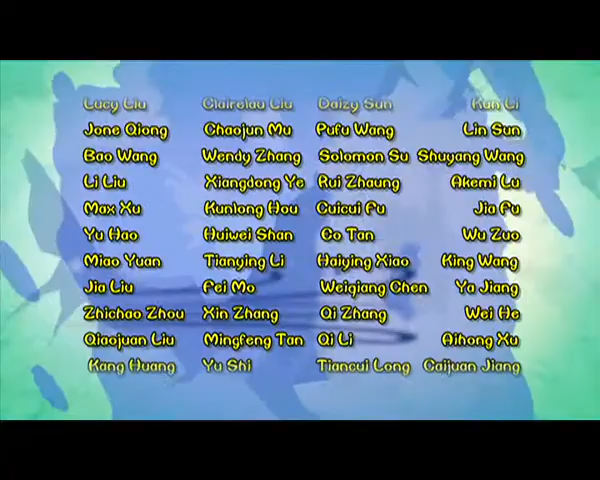 Lucy Liu Clairelau Liu Daizy Sun Kun Li
Jone Qiong Chaojun Mu Pufu Wang Lin Sun
Bao Wang Wendy Zhang Solomon Su Shuyang Wang
Li Liu Xiangdong Ye Rui Zhaung Akemi Lu
Max Xu Kunlong Hou Cuicui Fu Jia Fu
Yu Hao Huiwei Shan Co Tan Wu Zuo
Miao Yuan Tianying Li Haiying Xiao King Wang
Jia Liu Fei Mo Weiqiang Chen Ya Jiang
Zhichao Zhou Xin Zhang Qi Zhang Wei He
Qiaojuan Liu Mingfeng Tan Qi Li Aihong Xu
Kang Huang Yu Shi Tiancui Long Caijuan Jiang